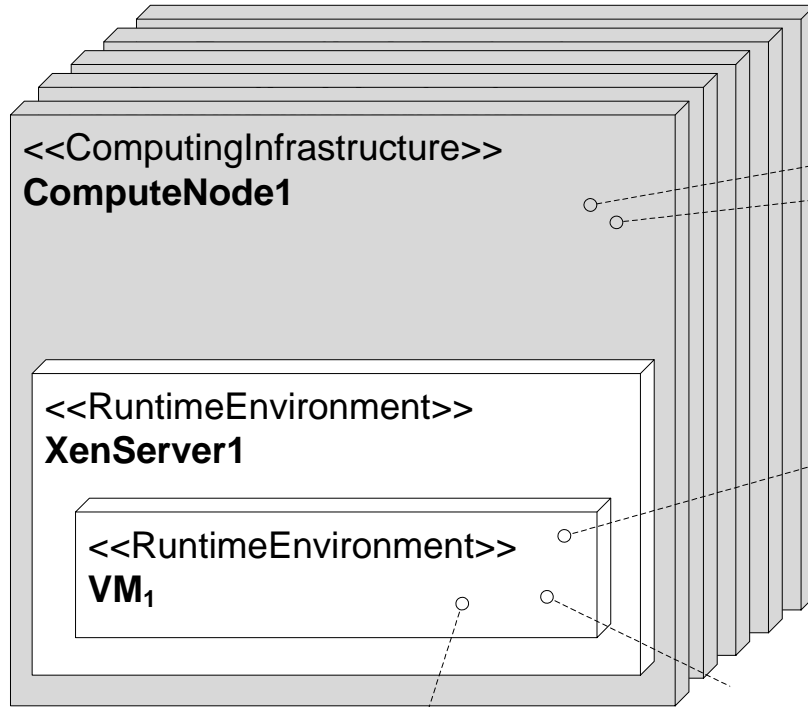 <<ComputingInfrastructure>>
ComputeNode1
<<RuntimeEnvironment>>
XenServer1
<<RuntimeEnvironment>>
VM₁